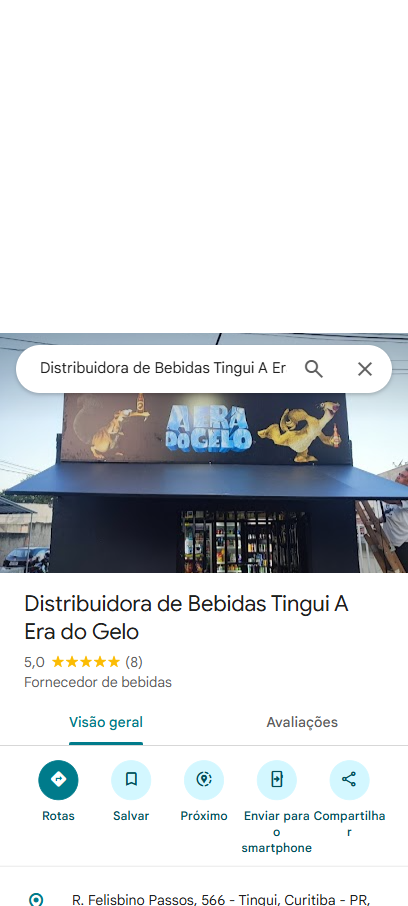 Distribuidora de Bebidas Tingui A Er
A ERA
DO GELO
Distribuidora de Bebidas Tingui A
Era do Gelo
5,0 (8)
Fornecedor de bebidas
Visão geral
Avaliações
Rotas
Salvar
Próximo
Enviar para
o
smartphone
Compartilha
r
R. Felisbino Passos, 566 - Tingui, Curitiba - PR,